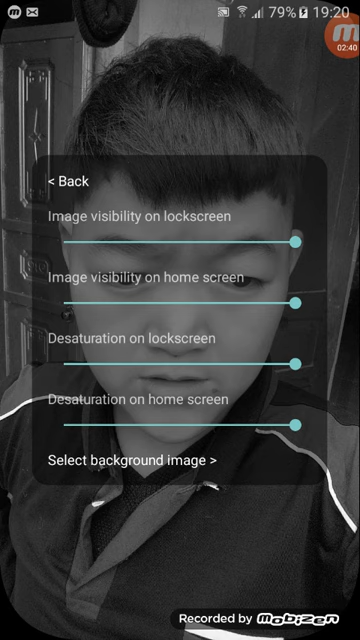 79% 19:20
02:40
< Back
Image visibility on lockscreen
Image visibility on home screen
Desaturation on lockscreen
Desaturation on home screen
Select background image >
Recorded by mobizen